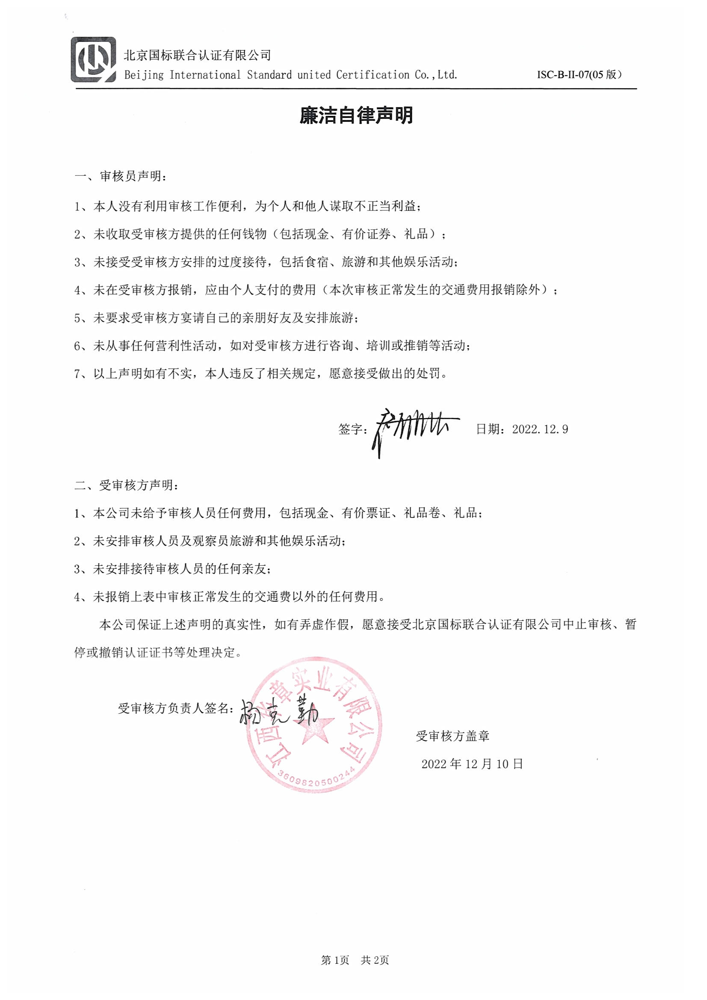 北京国标联合认证有限公司
Beijing International Standard united Certification Co.,Ltd.
ISC-B-II-07(05 版）
廉洁自律声明
一、审核员声明：
1、本人没有利用审核工作便利，为个人和他人谋取不正当利益；
2、未收取受审核方提供的任何钱物（包括现金、有价证券、礼品）；
3、未接受受审核方安排的过度接待，包括食宿、旅游和其他娱乐活动；
4、未在受审核方报销，应由个人支付的费用（本次审核正常发生的交通费用报销除外）；
5、未要求受审核方宴请自己的亲朋好友及安排旅游；
6、未从事任何营利性活动，如对受审核方进行咨询、培训或推销等活动；
7、以上声明如有不实，本人违反了相关规定，愿意接受做出的处罚。
签字： 日期：2022.12.9
二、受审核方声明：
1、本公司未给予审核人员任何费用，包括现金、有价票证、礼品卷、礼品；
2、未安排审核人员及观察员旅游和其他娱乐活动；
3、未安排接待审核人员的任何亲友；
4、未报销上表中审核正常发生的交通费以外的任何费用。
本公司保证上述声明的真实性，如有弄虚作假，愿意接受北京国标联合认证有限公司中止审核、暂
停或撤销认证证书等处理决定。
受审核方负责人签名：杨克勤
江西 章实业有限公司
3609820500244
受审核方盖章
2022 年 12 月 10 日
第 1页 共 2页